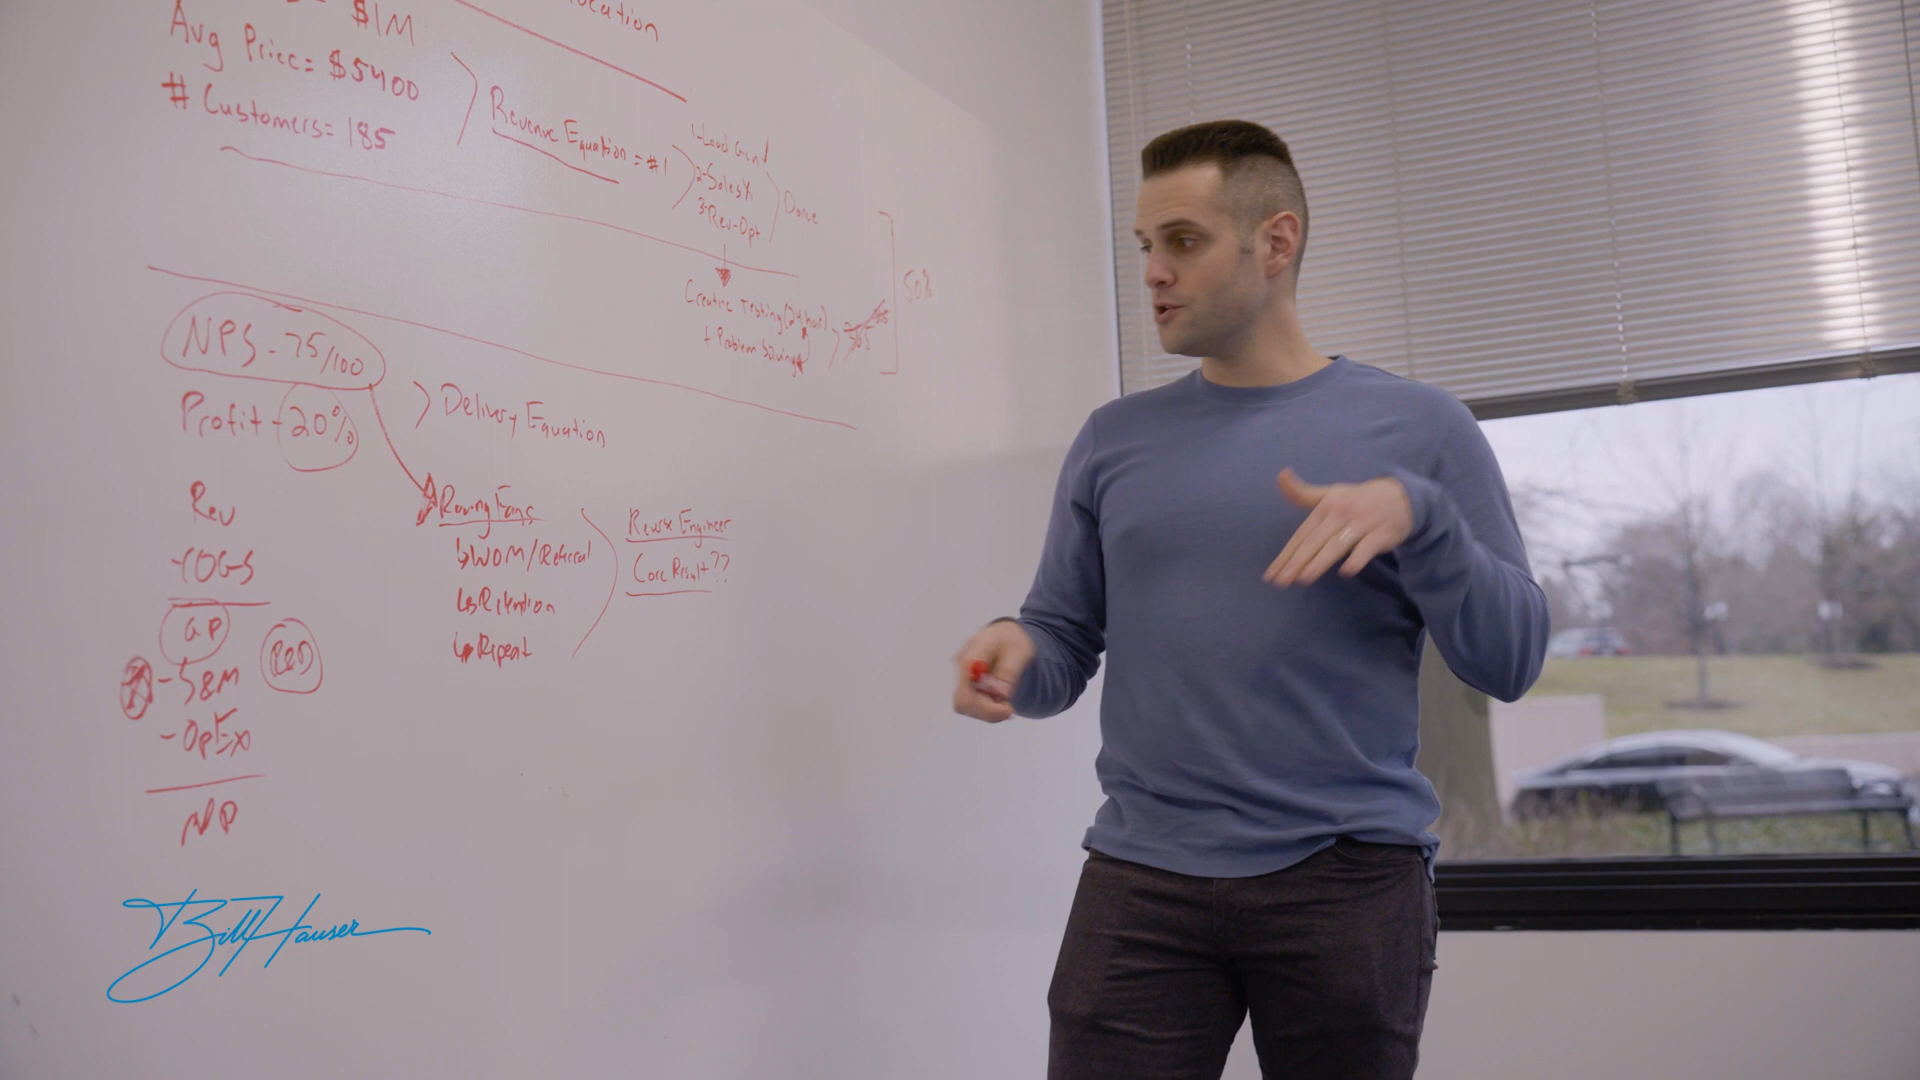 $1M
Avg Price = $5400
# Customers = 185
Revenue Equation = #1
1-Lead Gen
2-Sales
3-Rev-Opt
Dance
Creative Testing (24 hour)
+ Problem Solving
365
50%
NPS - 75/100
Profit - 20%
Delivery Equation
Rev
-COGS
GP
-S&M
-OpEx
NP
Raving Fans
WOM/Referral
Retention
Repeat
Reverse Engineer
Core Result??
Bill Hauser